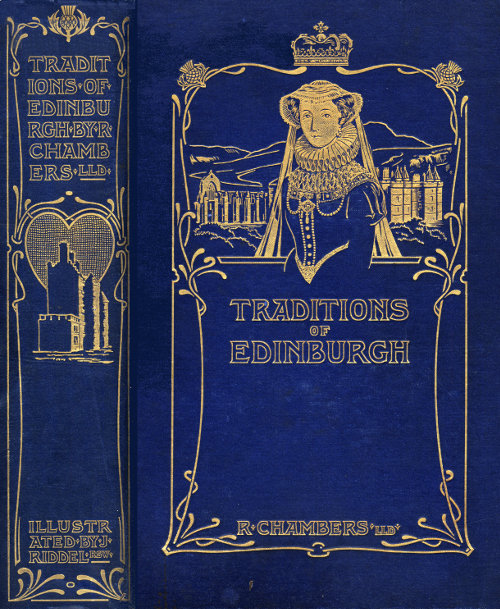 TRADIT
IONS·OF·
EDINBU
RGH·BY·R
CHAMB
ERS·LLD·
ILLUSTR
ATED·BY·J·
RIDDEL·RSW·
TRADITIONS
OF
EDINBURGH
R·CHAMBERS·LLD·